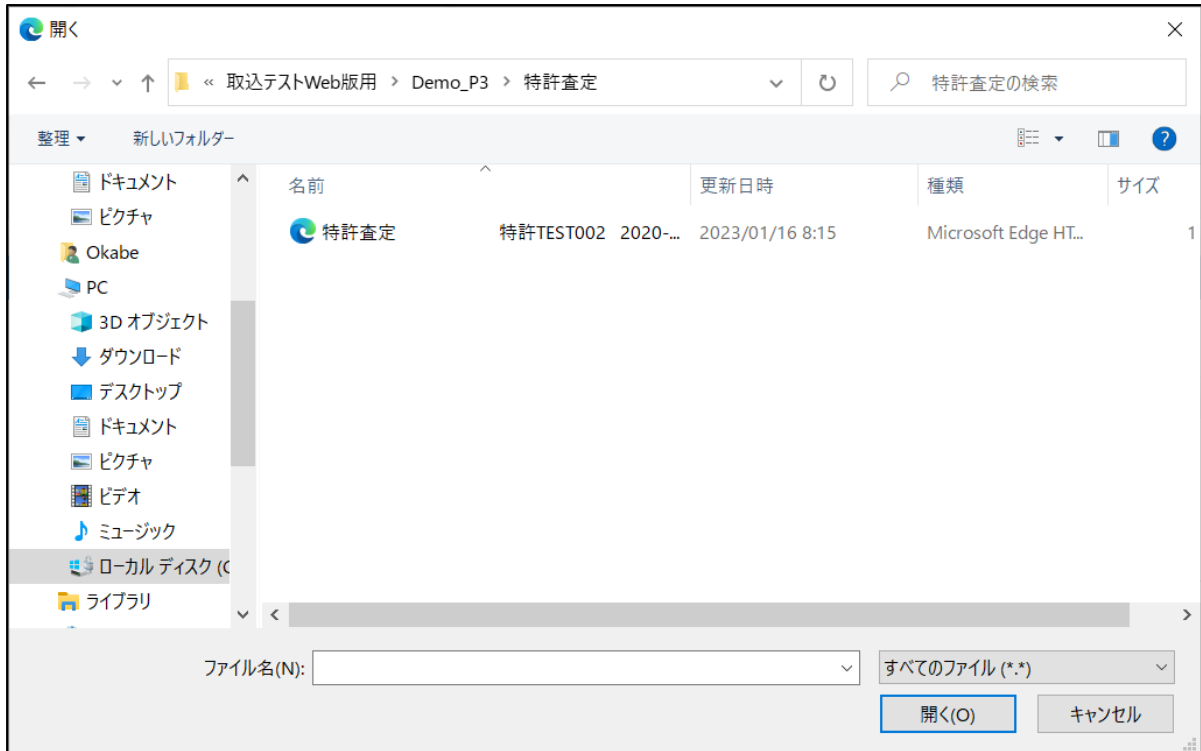 開く
« 取込テストWeb版用 > Demo_P3 > 特許査定
特許査定の検索
整理
新しいフォルダー
?
ドキュメント
ピクチャ
Okabe
PC
3D オブジェクト
ダウンロード
デスクトップ
ドキュメント
ピクチャ
ビデオ
ミュージック
ローカル ディスク (C
ライブラリ
名前 更新日時 種類 サイズ
特許査定 特許TEST002 2020-... 2023/01/16 8:15 Microsoft Edge HT... 1
ファイル名(N):
すべてのファイル (*.*)
開く(O)
キャンセル